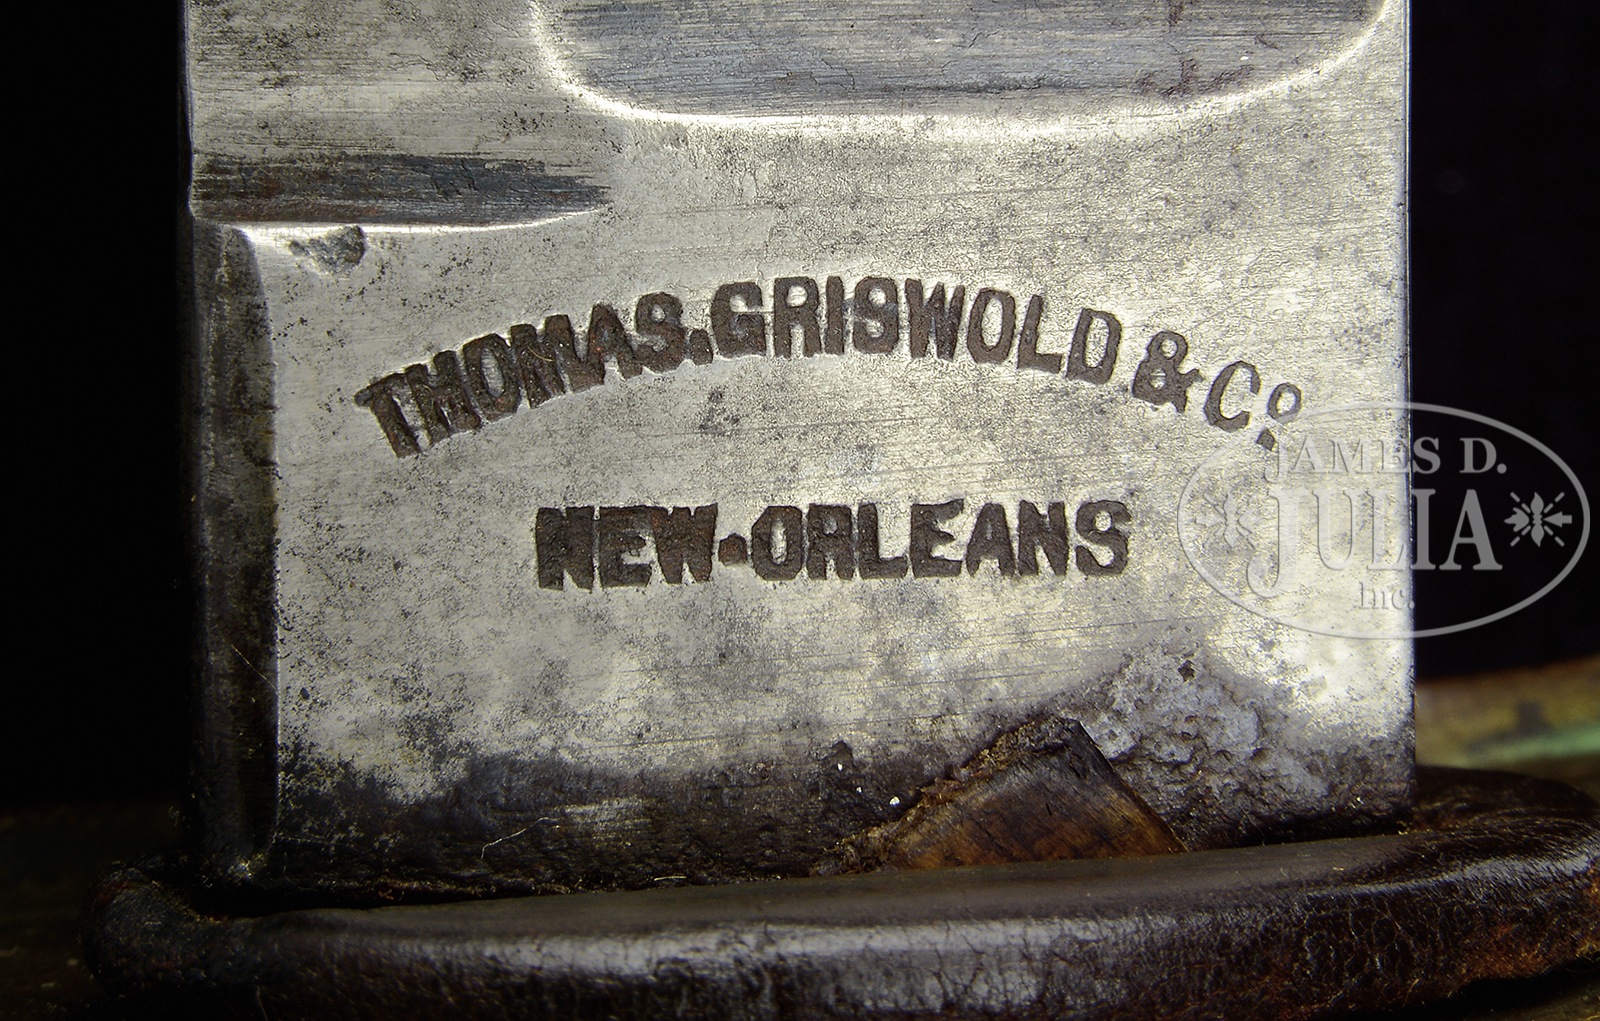 THOMAS.GRISWOLD & Co.
NEW·ORLEANS
JAMES D.
JULIA
Inc.